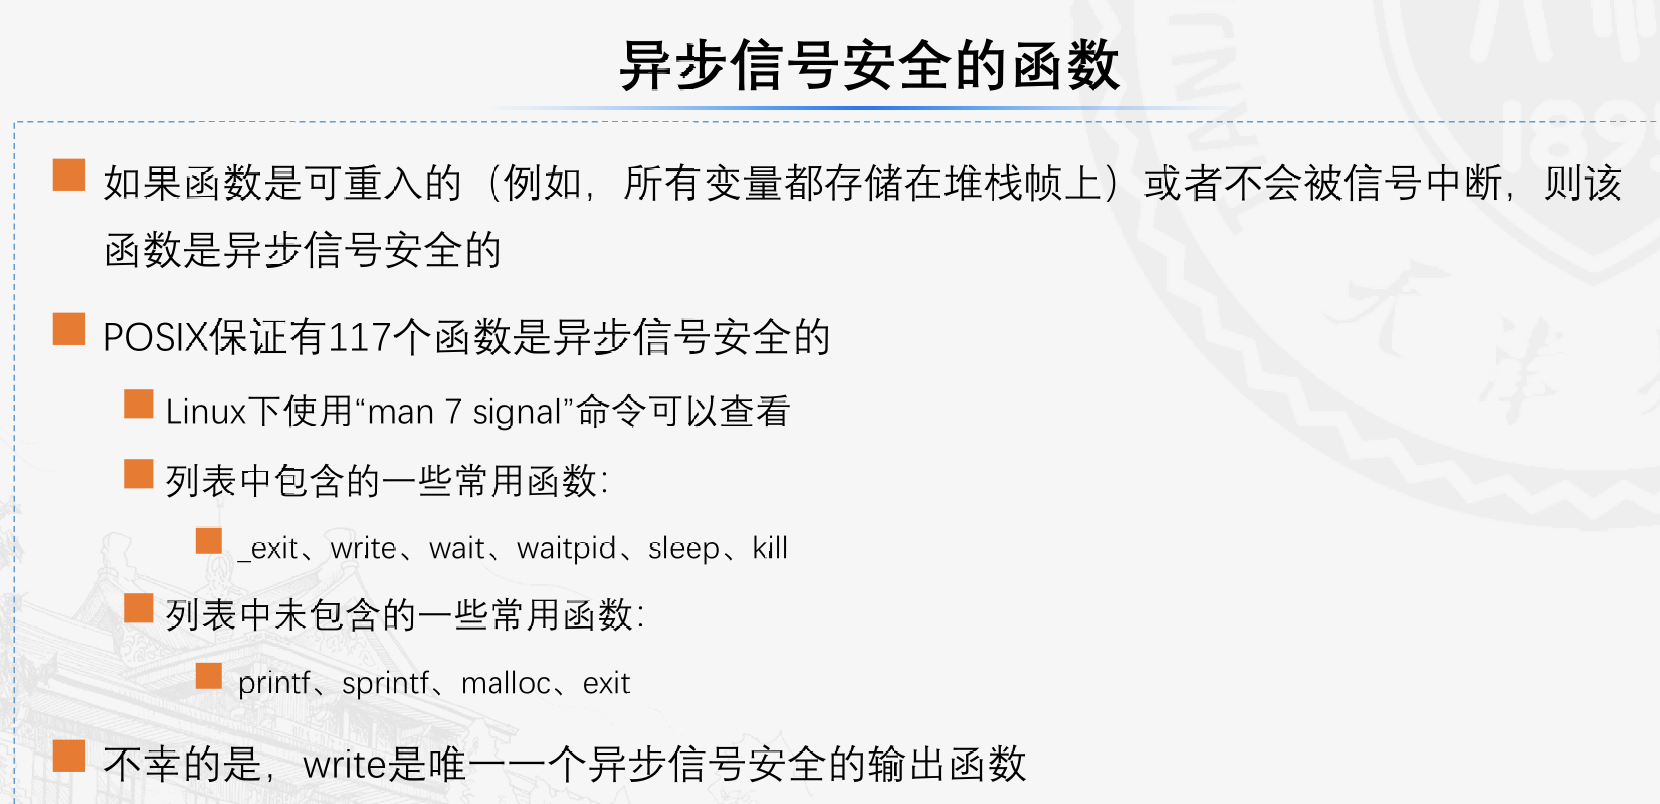 异步信号安全的函数
如果函数是可重入的（例如，所有变量都存储在堆栈帧上）或者不会被信号中断，则该
函数是异步信号安全的
POSIX保证有117个函数是异步信号安全的
Linux下使用“man 7 signal”命令可以查看
列表中包含的一些常用函数：
_exit、write、wait、waitpid、sleep、kill
列表中未包含的一些常用函数：
printf、sprintf、malloc、exit
不幸的是，write是唯一一个异步信号安全的输出函数